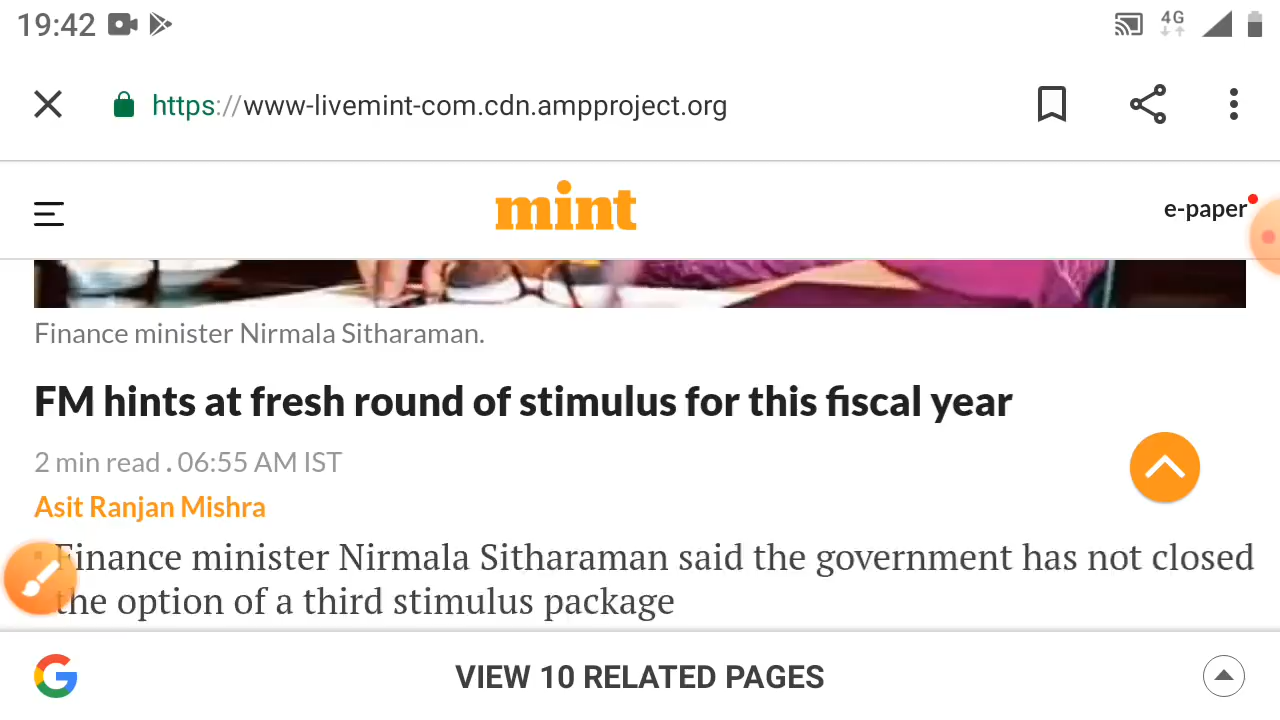 19:42
4G
https://www-livemint-com.cdn.ampproject.org
mint
e-paper
Finance minister Nirmala Sitharaman.
FM hints at fresh round of stimulus for this fiscal year
2 min read . 06:55 AM IST
Asit Ranjan Mishra
Finance minister Nirmala Sitharaman said the government has not closed
the option of a third stimulus package
G
VIEW 10 RELATED PAGES